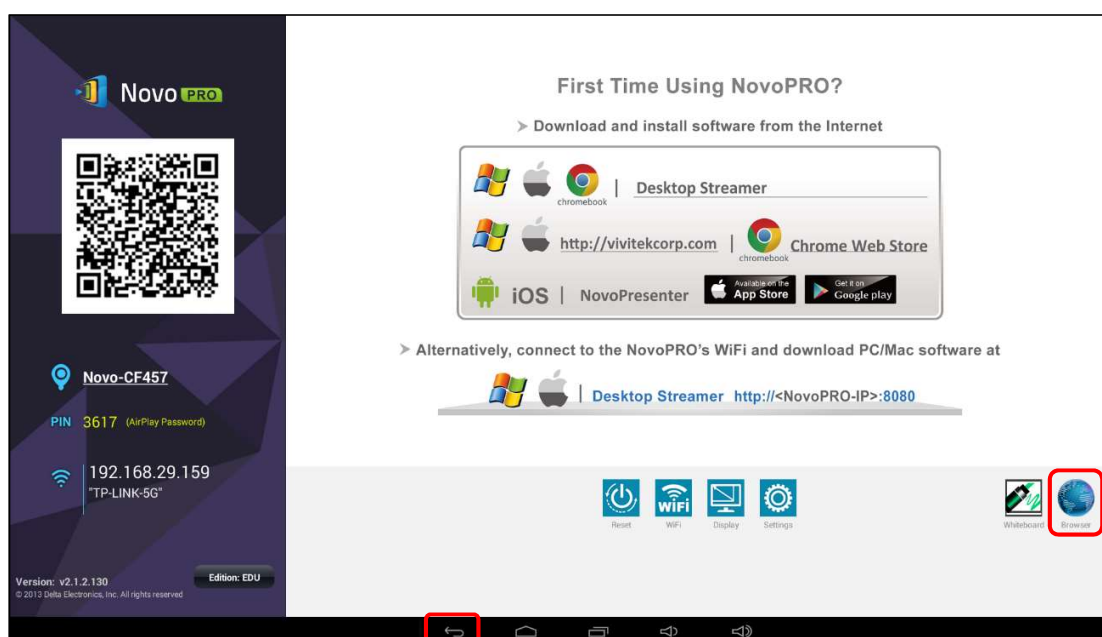 Novo PRO
Novo-CF457
PIN 3617 (AirPlay Password)
192.168.29.159
"TP-LINK-5G"
Version: v2.1.2.130
Edition: EDU
© 2013 Delta Electronics, Inc. All rights reserved
First Time Using NovoPRO?
➤ Download and install software from the Internet
chromebook | Desktop Streamer
http://vivitekcorp.com | chromebook Chrome Web Store
iOS | NovoPresenter Available on the App Store Get it on Google play
➤ Alternatively, connect to the NovoPRO's WiFi and download PC/Mac software at
| Desktop Streamer http://<NovoPRO-IP>:8080
WiFi
Reset WiFi Display Settings Whiteboard Browser